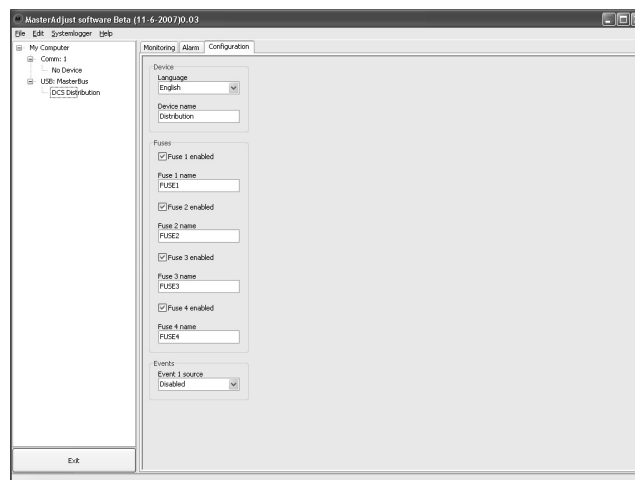 MasterAdjust software Beta (11-6-2007)0.03
File Edit Systemlogger Help
My Computer
Comm: 1
No Device
USB: MasterBus
DCS Distribution
Monitoring Alarm Configuration
Device
Language
English
Device name
Distribution
Fuses
Fuse 1 enabled
Fuse 1 name
FUSE1
Fuse 2 enabled
Fuse 2 name
FUSE2
Fuse 3 enabled
Fuse 3 name
FUSE3
Fuse 4 enabled
Fuse 4 name
FUSE4
Events
Event 1 source
Disabled
Exit